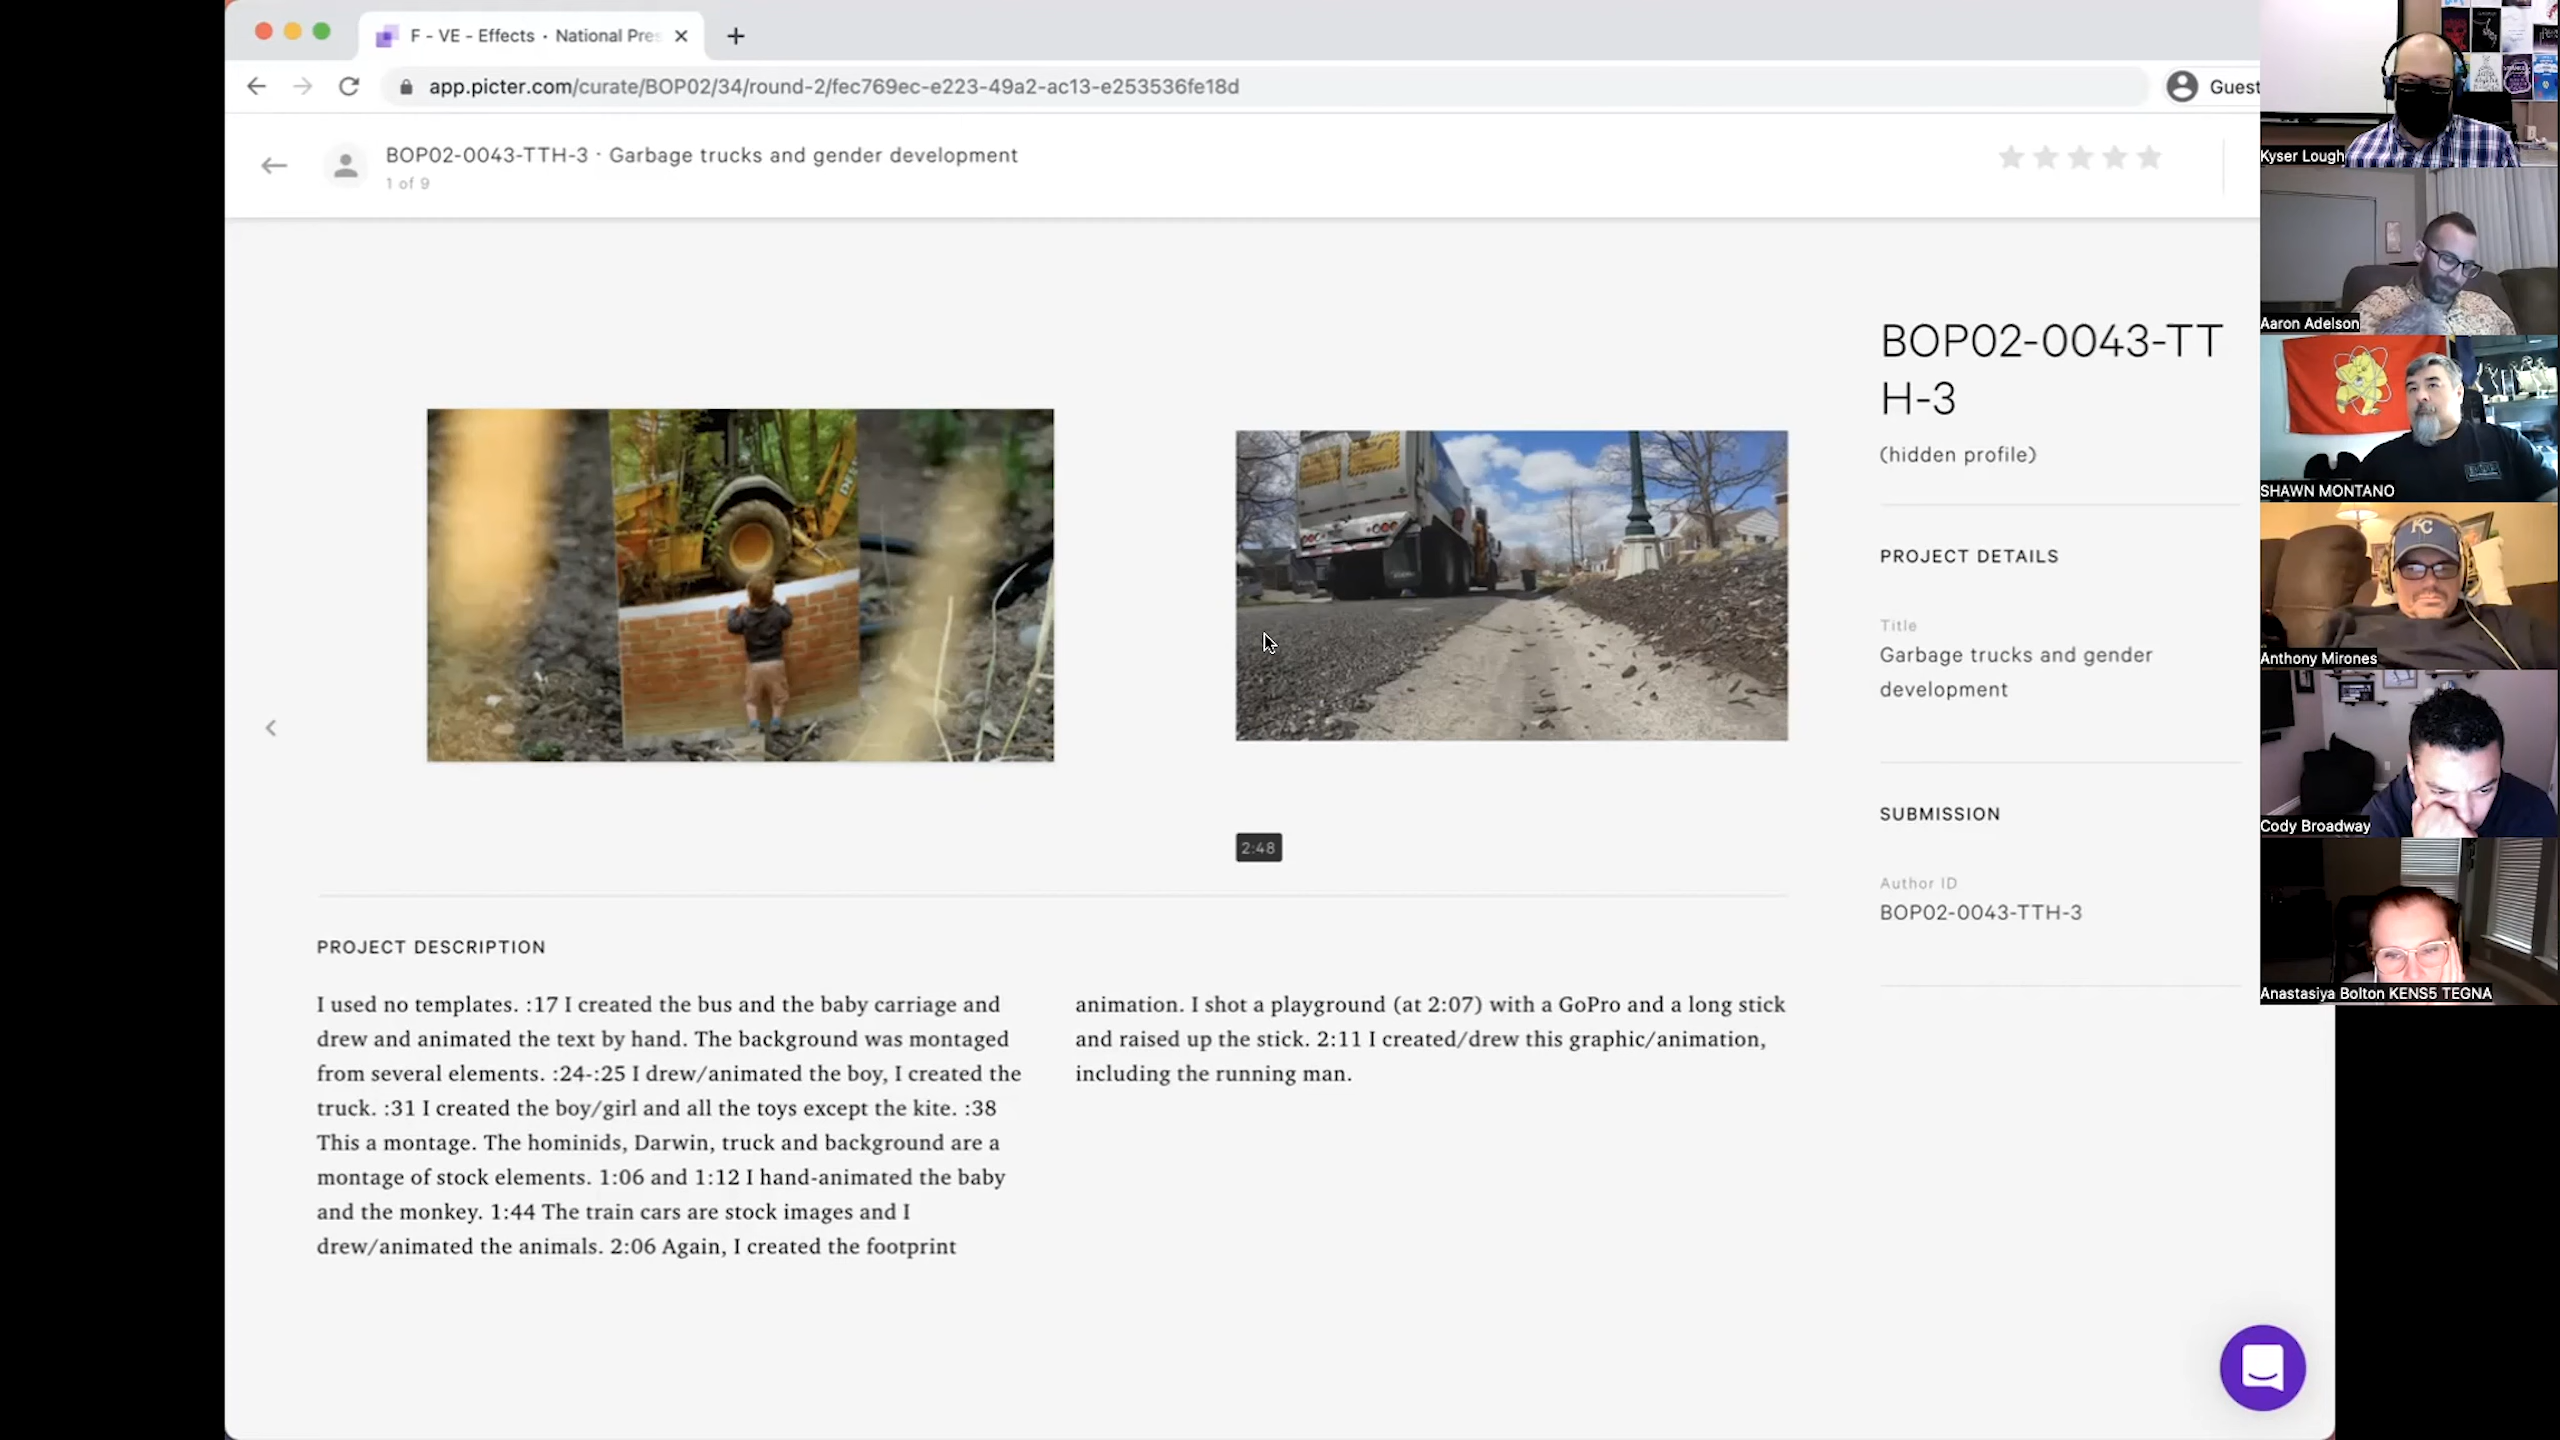 F - VE - Effects · National Pres
app.picter.com/curate/BOP02/34/round-2/fec769ec-e223-49a2-ac13-e253536fe18d
Guest
BOP02-0043-TTH-3 · Garbage trucks and gender development
1 of 9
BOP02-0043-TT
H-3
(hidden profile)
PROJECT DETAILS
Title
Garbage trucks and gender
development
SUBMISSION
Author ID
BOP02-0043-TTH-3
2:48
PROJECT DESCRIPTION
I used no templates. :17 I created the bus and the baby carriage and
drew and animated the text by hand. The background was montaged
from several elements. :24-:25 I drew/animated the boy, I created the
truck. :31 I created the boy/girl and all the toys except the kite. :38
This a montage. The hominids, Darwin, truck and background are a
montage of stock elements. 1:06 and 1:12 I hand-animated the baby
and the monkey. 1:44 The train cars are stock images and I
drew/animated the animals. 2:06 Again, I created the footprint
animation. I shot a playground (at 2:07) with a GoPro and a long stick
and raised up the stick. 2:11 I created/drew this graphic/animation,
including the running man.
Kyser Lough
Aaron Adelson
SHAWN MONTANO
KC
Anthony Mirones
Cody Broadway
Anastasiya Bolton KENS5 TEGNA